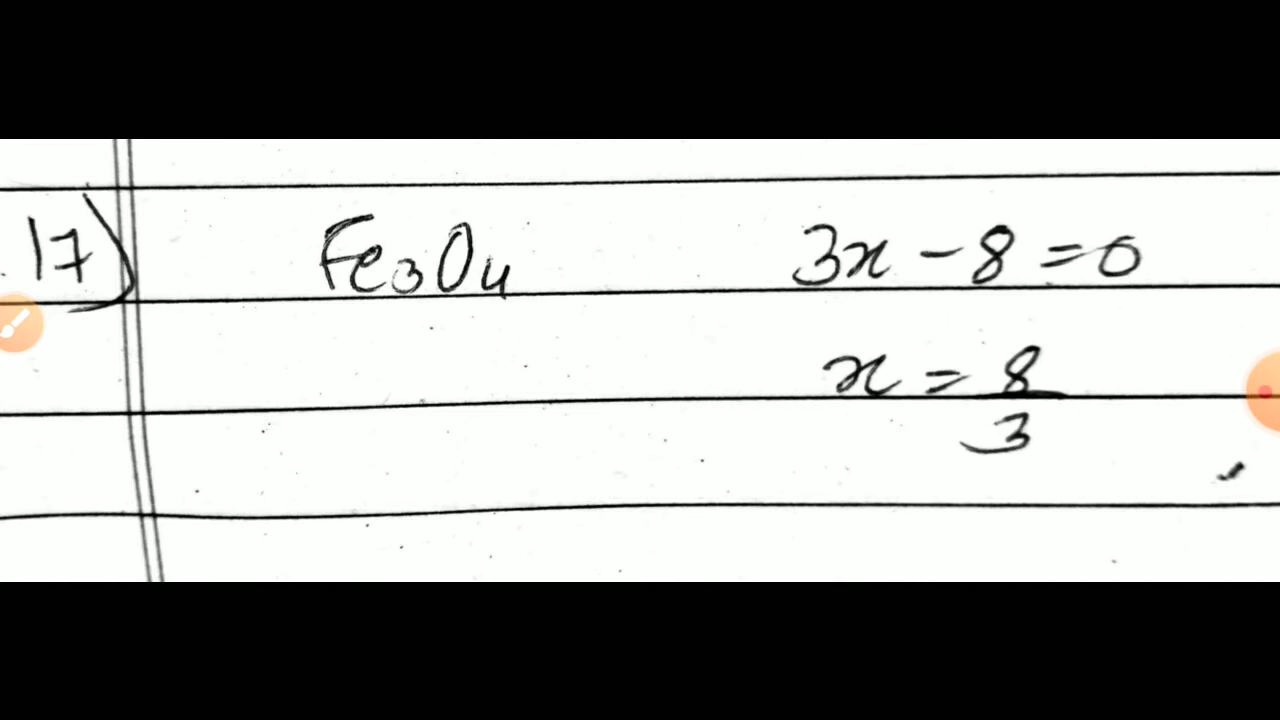 17) Fe₃O₄ 3x - 8 = 0
x = 8/3